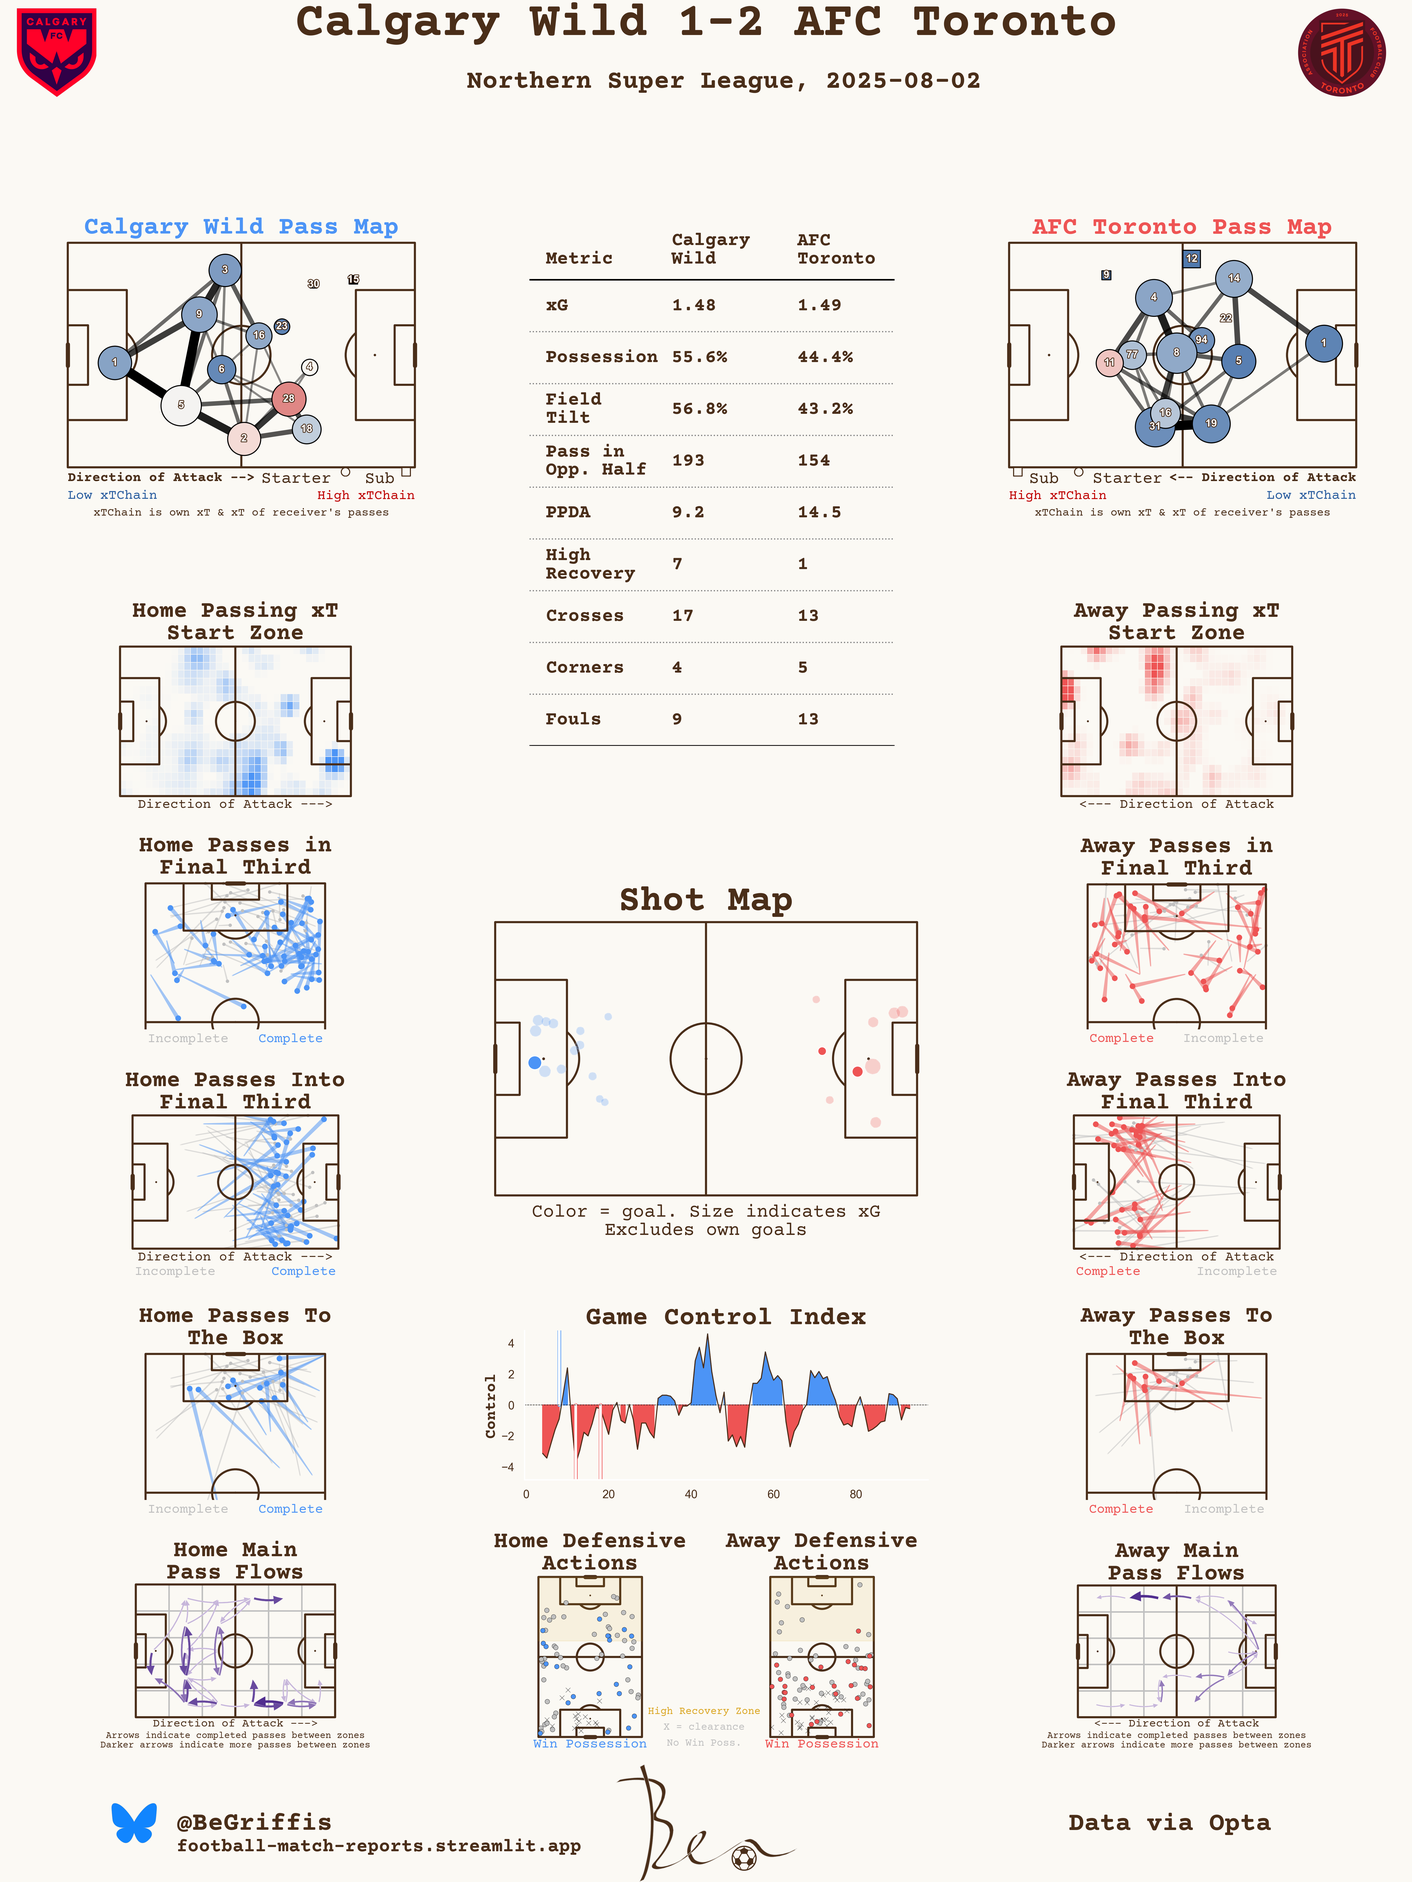 Calgary Wild 1-2 AFC Toronto
Northern Super League, 2025-08-02
CALGARY
FC
2022
ASSOCIATION
FOOTBALL CLUB
TORONTO
Calgary Wild Pass Map
3
30
15
9
16
23
1
6
4
5
28
18
2
Direction of Attack --> Starter Sub
Low xTChain High xTChain
xTChain is own xT & xT of receiver's passes
Metric Calgary Wild AFC Toronto
xG 1.48 1.49
Possession 55.6% 44.4%
Field Tilt 56.8% 43.2%
Pass in Opp. Half 193 154
PPDA 9.2 14.5
High Recovery 7 1
Crosses 17 13
Corners 4 5
Fouls 9 13
AFC Toronto Pass Map
12
9
14
4
22
94
1
77
8
11
5
16
31
19
Sub Starter <-- Direction of Attack
High xTChain Low xTChain
xTChain is own xT & xT of receiver's passes
Home Passing xT
Start Zone
Direction of Attack --->
Away Passing xT
Start Zone
<--- Direction of Attack
Home Passes in
Final Third
Incomplete Complete
Away Passes in
Final Third
Complete Incomplete
Shot Map
Color = goal. Size indicates xG
Excludes own goals
Home Passes Into
Final Third
Direction of Attack --->
Incomplete Complete
Away Passes Into
Final Third
<--- Direction of Attack
Complete Incomplete
Home Passes To
The Box
Incomplete Complete
Game Control Index
Control
4
2
0
−2
−4
0 20 40 60 80
Away Passes To
The Box
Complete Incomplete
Home Main
Pass Flows
Direction of Attack --->
Arrows indicate completed passes between zones
Darker arrows indicate more passes between zones
Home Defensive
Actions
Win Possession
High Recovery Zone
X = clearance
No Win Poss.
Away Defensive
Actions
Win Possession
Away Main
Pass Flows
<--- Direction of Attack
Arrows indicate completed passes between zones
Darker arrows indicate more passes between zones
@BeGriffis
football-match-reports.streamlit.app
Ben
Data via Opta